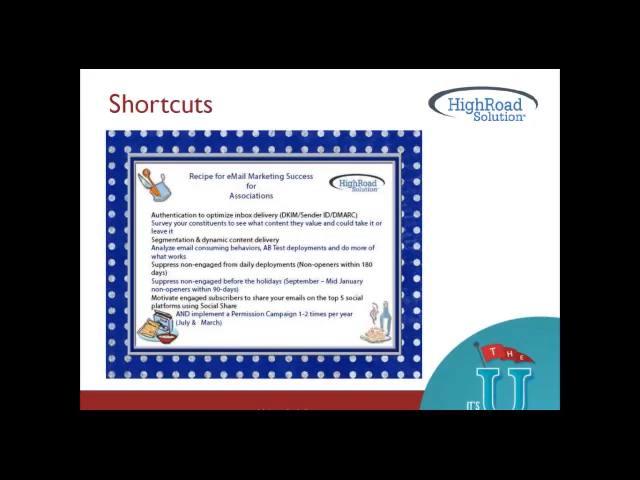 Shortcuts
HighRoad
Solution
Recipe for eMail Marketing Success
for
Associations
HighRoad
Solution
Authentication to optimize inbox delivery (DKIM/Sender ID/DMARC)
Survey your constituents to see what content they value and could take it or
leave it
Segmentation & dynamic content delivery
Analyze email consuming behaviors, AB Test deployments and do more of
what works
Suppress non-engaged from daily deployments (Non-openers within 180
days)
Suppress non-engaged before the holidays (September – Mid January
non-openers within 90-days)
Motivate engaged subscribers to share your emails on the top 5 social
platforms using Social Share
AND implement a Permission Campaign 1-2 times per year
(July & March)
THE
U
IT'S